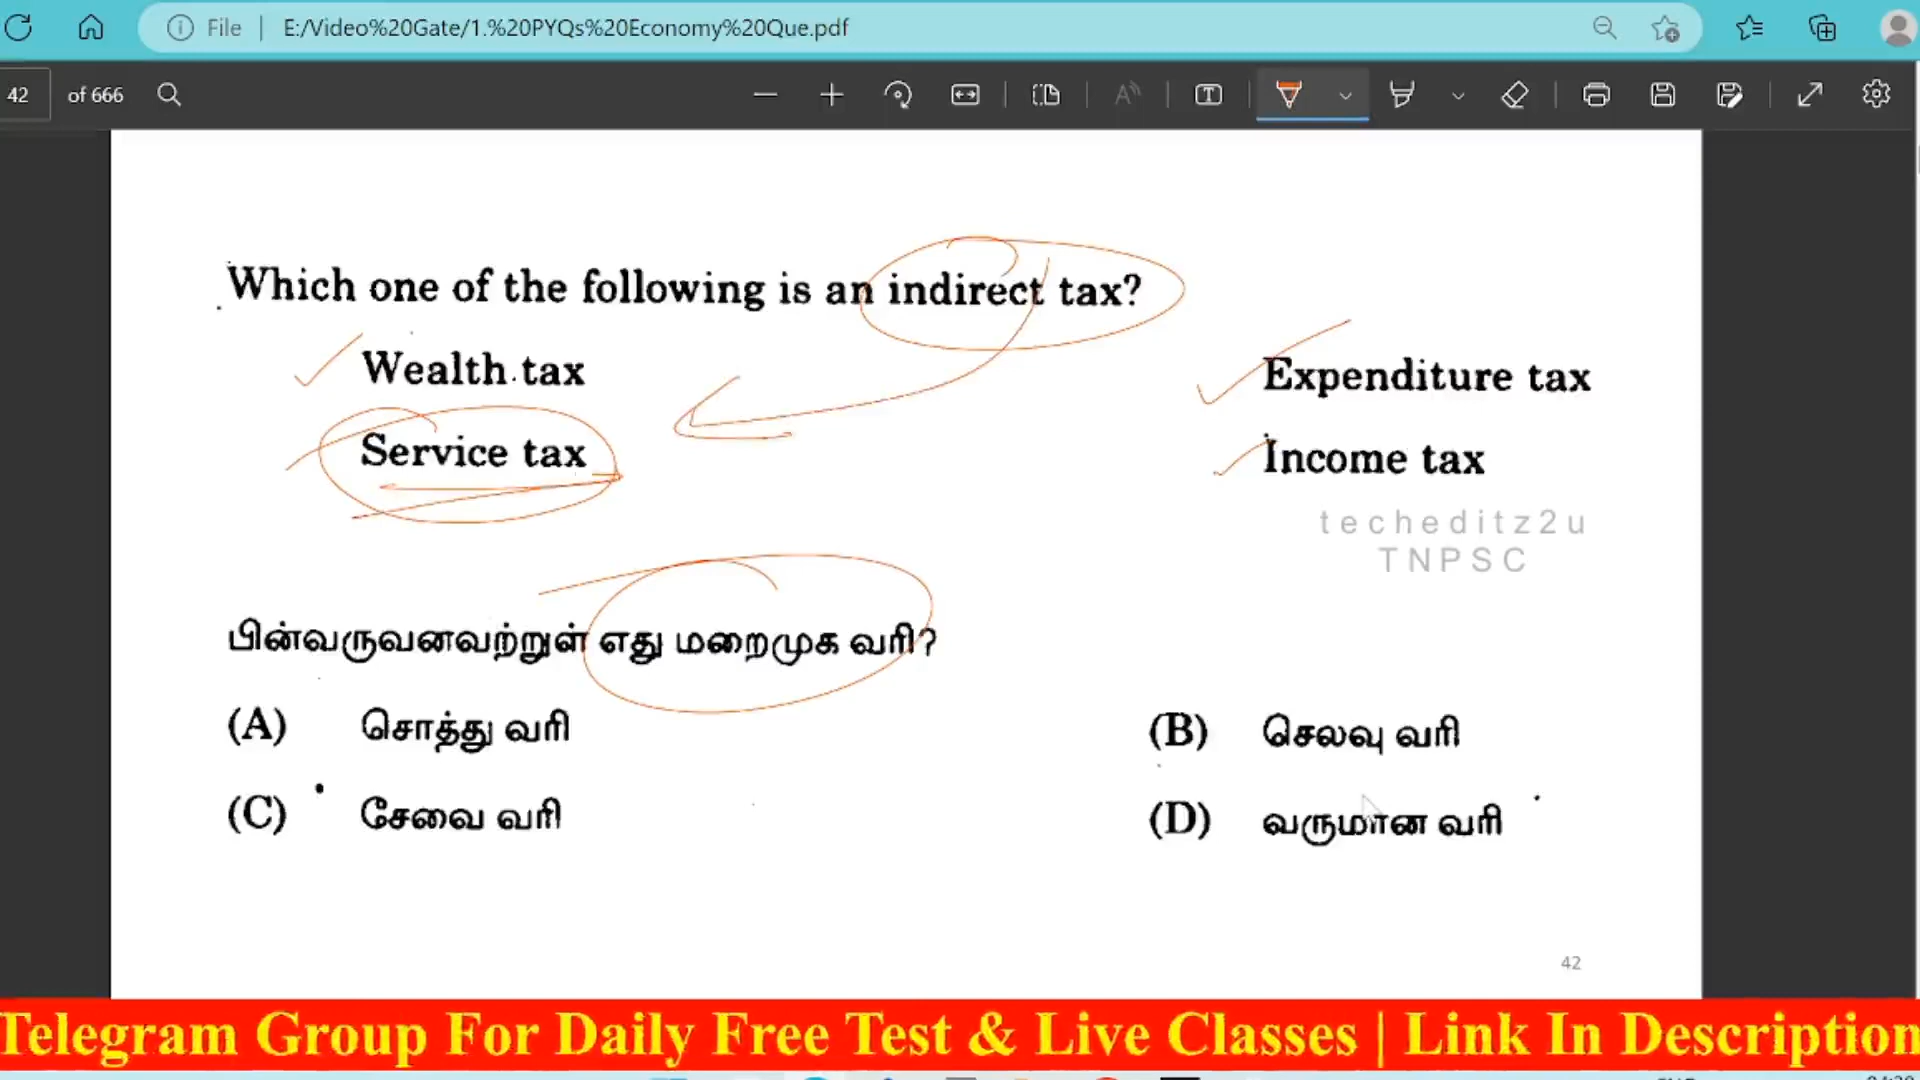 File E:/Video%20Gate/1.%20PYQs%20Economy%20Que.pdf
42 of 666
Which one of the following is an indirect tax?
Wealth tax Expenditure tax
Service tax Income tax
techeditz2u
TNPSC
பின்வருவனவற்றுள் எது மறைமுக வரி?
(A) சொத்து வரி (B) செலவு வரி
(C) சேவை வரி (D) வருமான வரி
42
Telegram Group For Daily Free Test & Live Classes | Link In Description